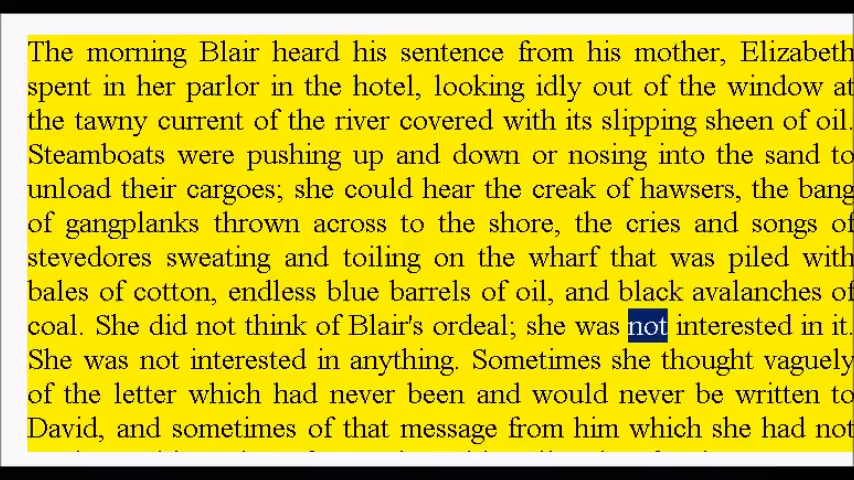 The morning Blair heard his sentence from his mother, Elizabeth
spent in her parlor in the hotel, looking idly out of the window at
the tawny current of the river covered with its slipping sheen of oil.
Steamboats were pushing up and down or nosing into the sand to
unload their cargoes; she could hear the creak of hawsers, the bang
of gangplanks thrown across to the shore, the cries and songs of
stevedores sweating and toiling on the wharf that was piled with
bales of cotton, endless blue barrels of oil, and black avalanches of
coal. She did not think of Blair's ordeal; she was not interested in it.
She was not interested in anything. Sometimes she thought vaguely
of the letter which had never been and would never be written to
David, and sometimes of that message from him which she had not